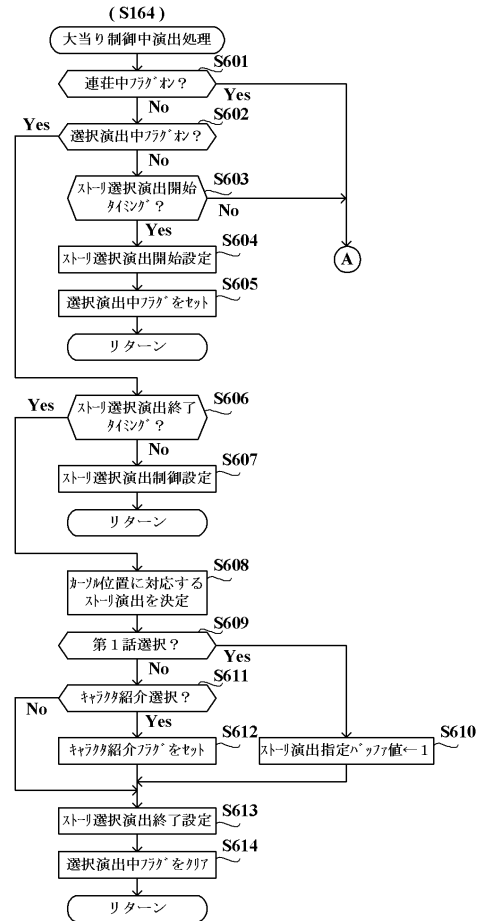 (S164)
大当り制御中演出処理
S601
連荘中フラグオン？
Yes
No
S602
Yes
選択演出中フラグオン？
No
S603
ストーリ選択演出開始
タイミング？
No
Yes
A
S604
ストーリ選択演出開始設定
S605
選択演出中フラグをセット
リターン
Yes
S606
ストーリ選択演出終了
タイミング？
No
S607
ストーリ選択演出制御設定
リターン
S608
カーソル位置に対応する
ストーリ演出を決定
S609
第１話選択？
Yes
No
S611
No
キャラクタ紹介選択？
Yes
S612
キャラクタ紹介フラグをセット
S610
ストーリ演出指定バッファ値←１
S613
ストーリ選択演出終了設定
S614
選択演出中フラグをクリア
リターン